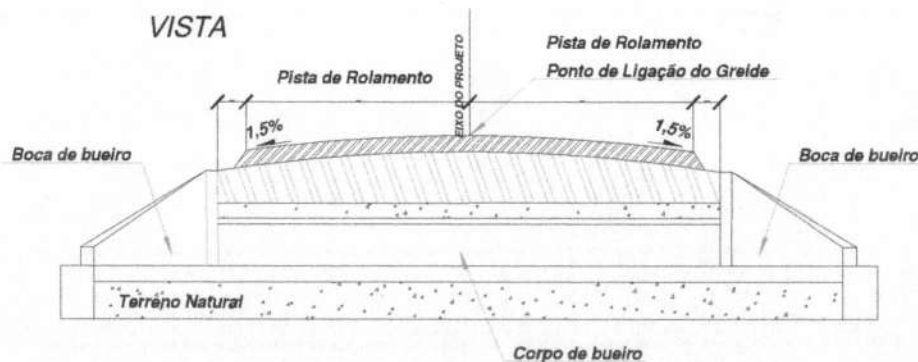 VISTA
Pista de Rolamento
Ponto de Ligação do Greide
Pista de Rolamento
EIXO DO PROJETO
1,5%
1,5%
Boca de bueiro
Boca de bueiro
Terreno Natural
Corpo de bueiro